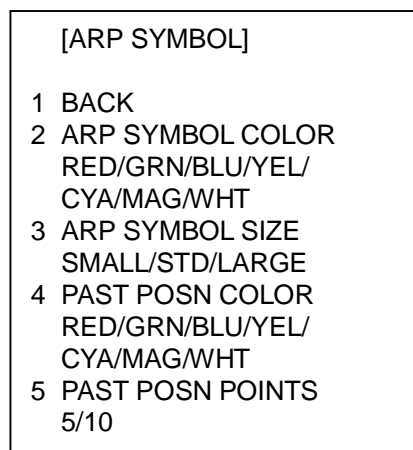 [ARP SYMBOL]
1 BACK
2 ARP SYMBOL COLOR
RED/GRN/BLU/YEL/
CYA/MAG/WHT
3 ARP SYMBOL SIZE
SMALL/STD/LARGE
4 PAST POSN COLOR
RED/GRN/BLU/YEL/
CYA/MAG/WHT
5 PAST POSN POINTS
5/10